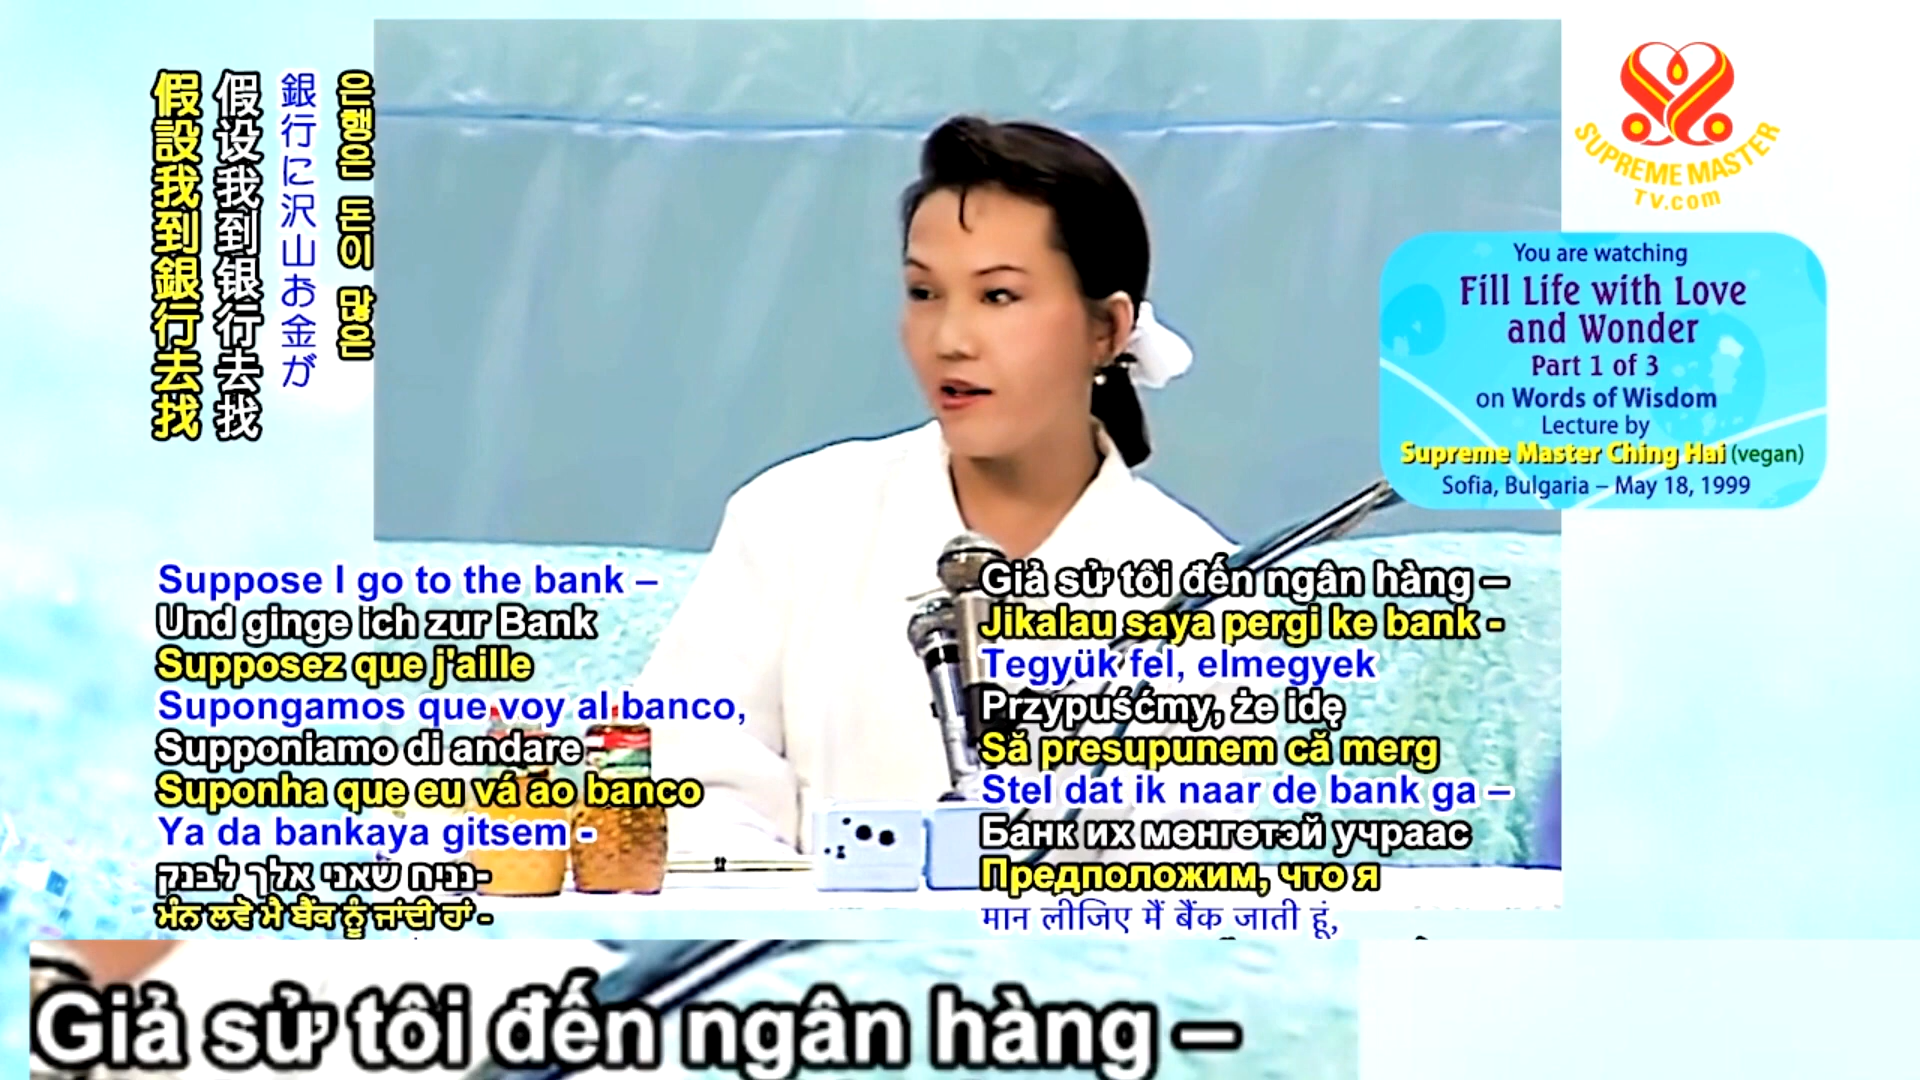 假設我到銀行去找
假设我到银行去找
銀行に沢山お金が
은행은 돈이 많은
SUPREME MASTER
TV.com
You are watching
Fill Life with Love
and Wonder
Part 1 of 3
on Words of Wisdom
Lecture by
Supreme Master Ching Hai (vegan)
Sofia, Bulgaria – May 18, 1999
Suppose I go to the bank –
Und ginge ich zur Bank
Supposez que j'aille
Supongamos que voy al banco,
Supponiamo di andare
Suponha que eu vá ao banco
Ya da bankaya gitsem -
נניח שאני אלך לבנק-
ਮੰਨ ਲਵੋ ਮੈ ਬੈਂਕ ਨੂੰ ਜਾਂਦੀ ਹਾਂ -
Giả sử tôi đến ngân hàng –
Jikalau saya pergi ke bank -
Tegyük fel, elmegyek
Przypuśćmy, że idę
Să presupunem că merg
Stel dat ik naar de bank ga –
Банк их мөнгөтэй учраас
Предположим, что я
मान लीजिए मैं बैंक जाती हूं,
Giả sử tôi đến ngân hàng –